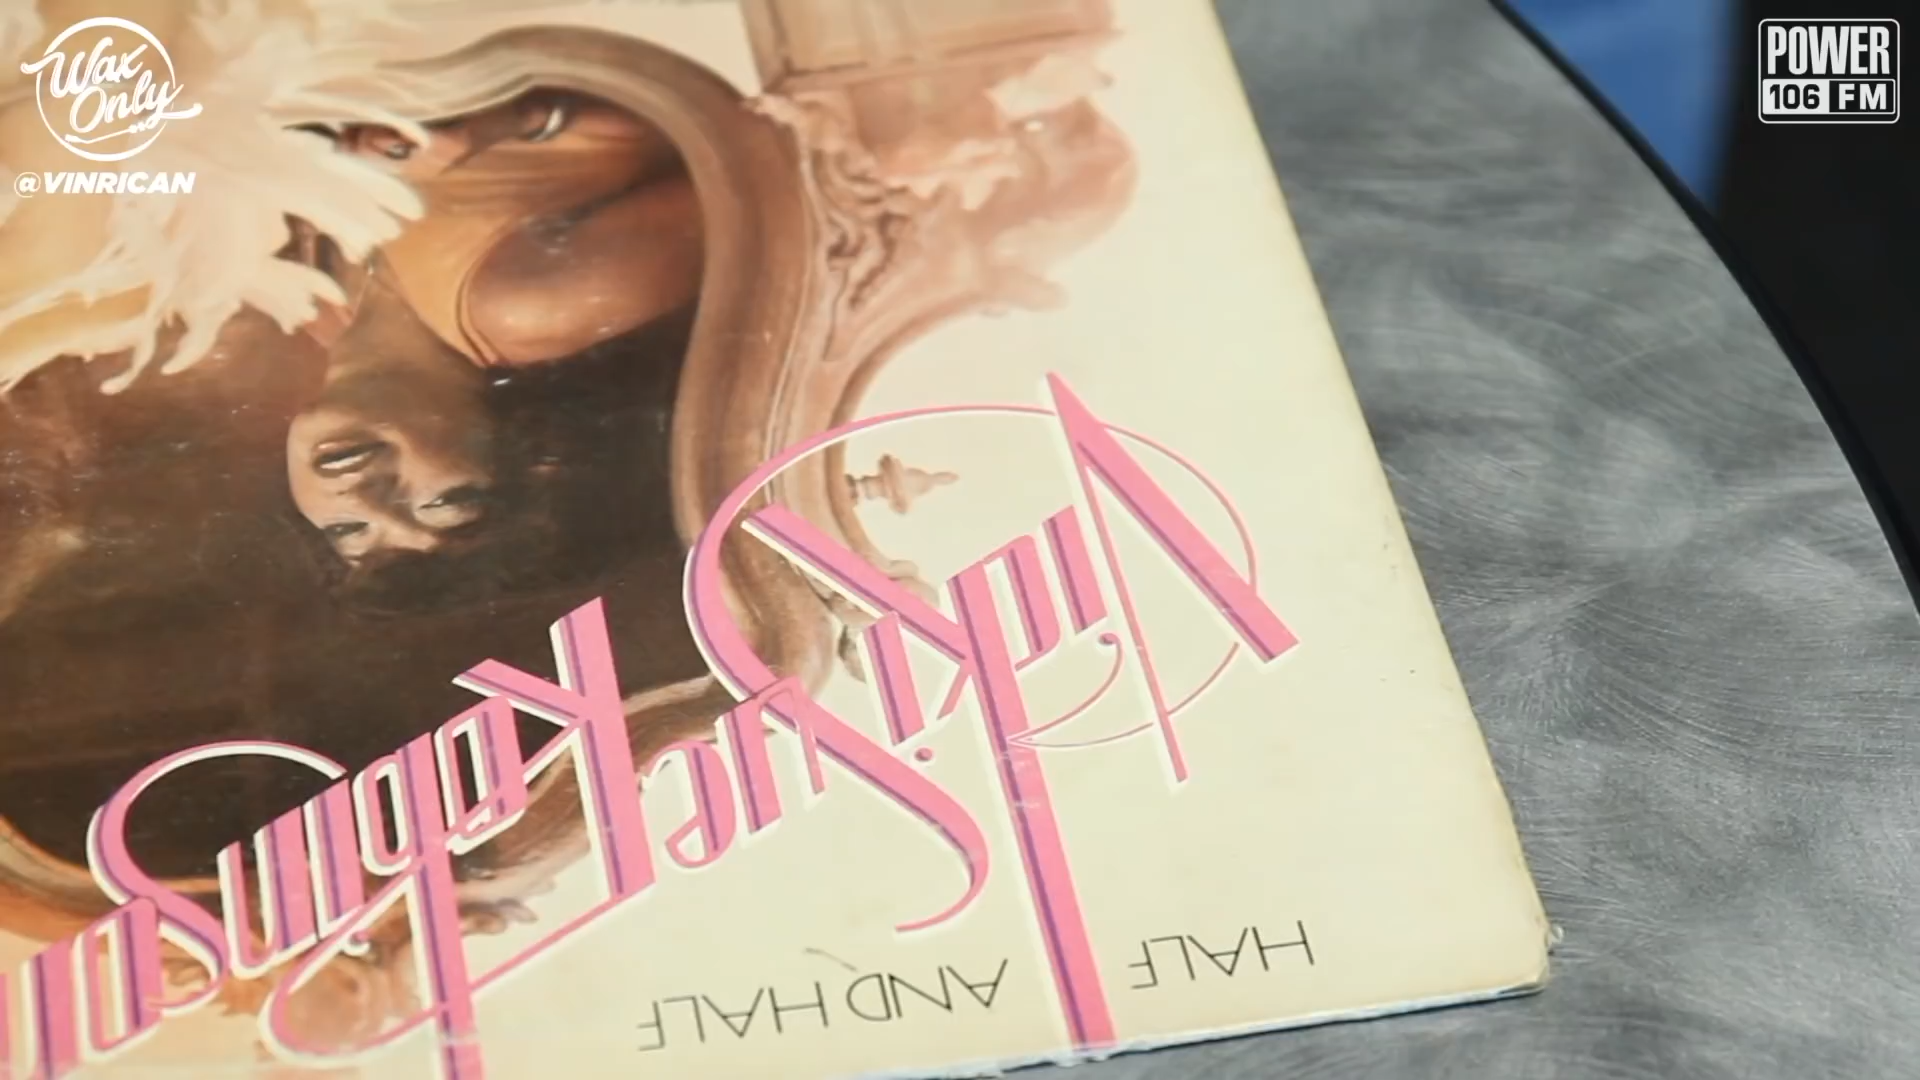 Wax
Only
@VINRICAN
POWER
106 FM
HALF AND HALF
Vicki Sue Robinson